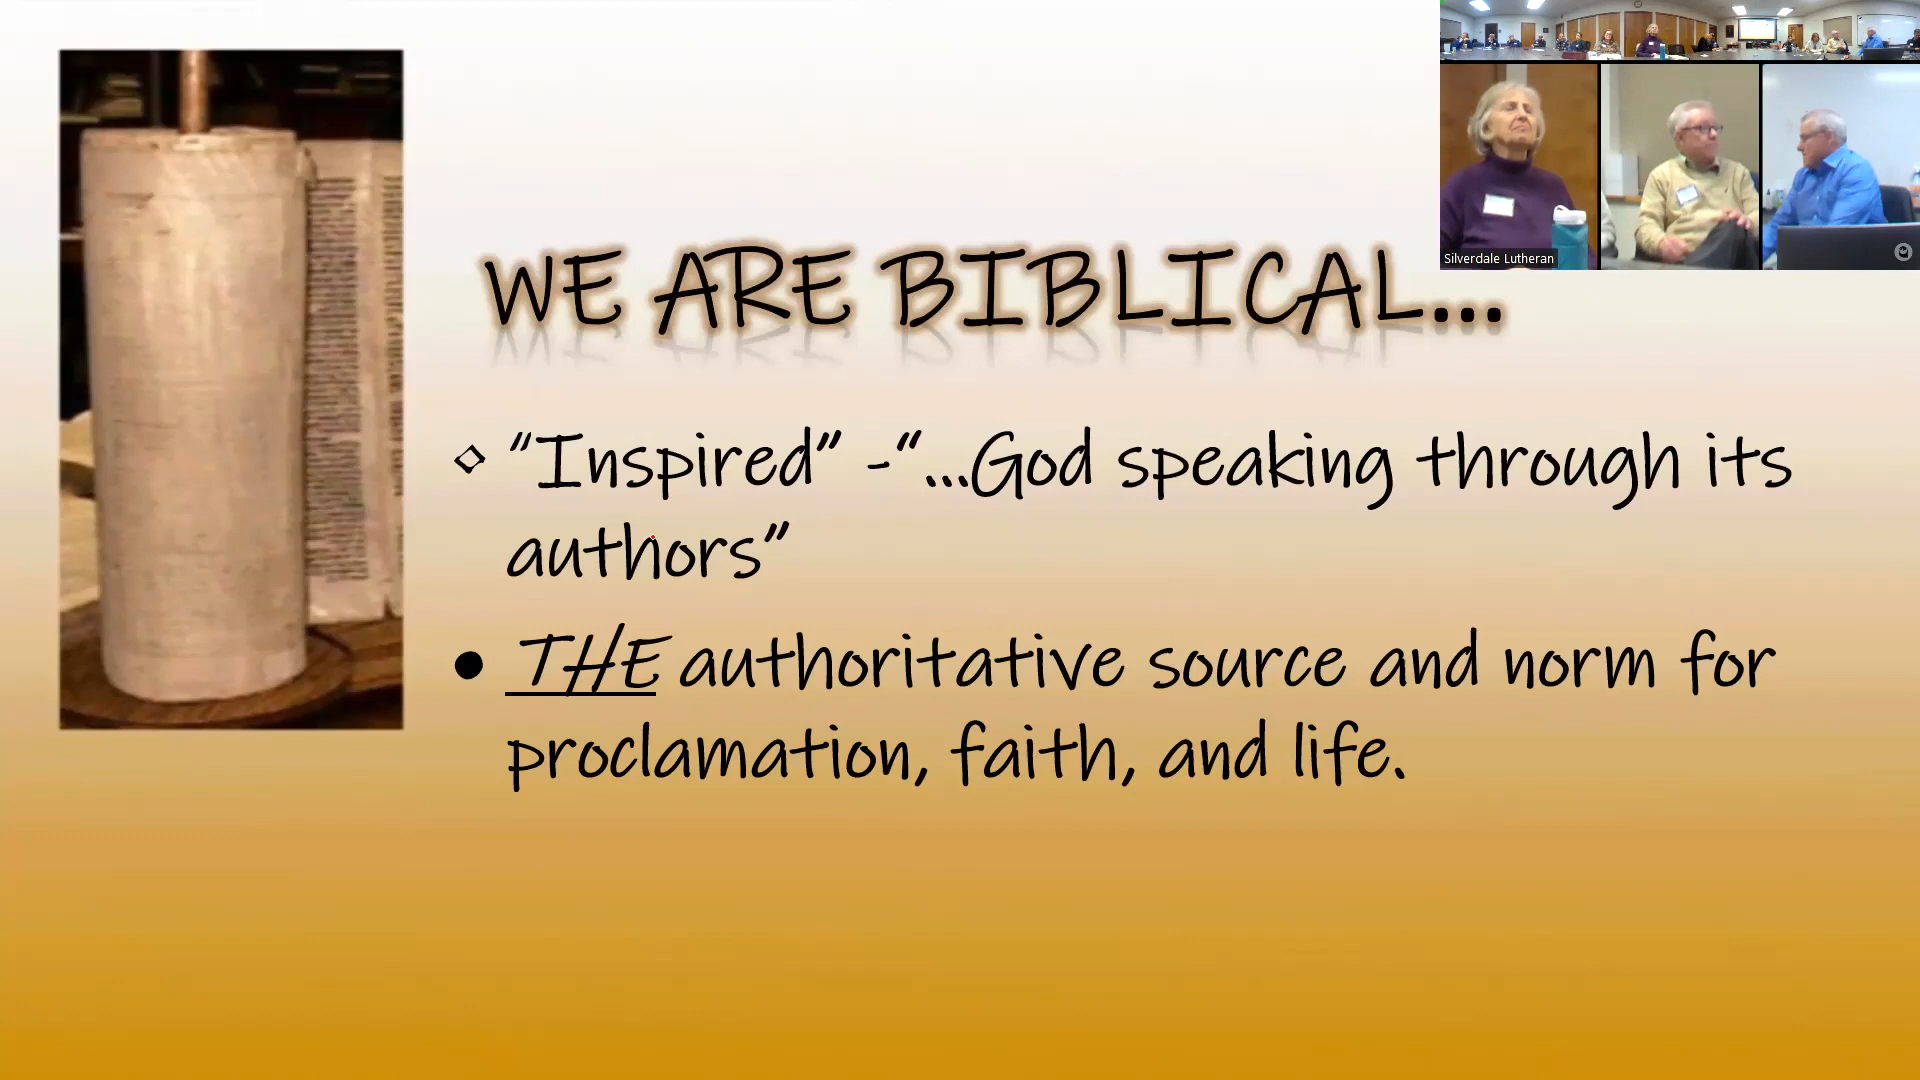 Silverdale Lutheran
WE ARE BIBLICAL...
“Inspired” -“...God speaking through its
authors”
THE authoritative source and norm for
proclamation, faith, and life.